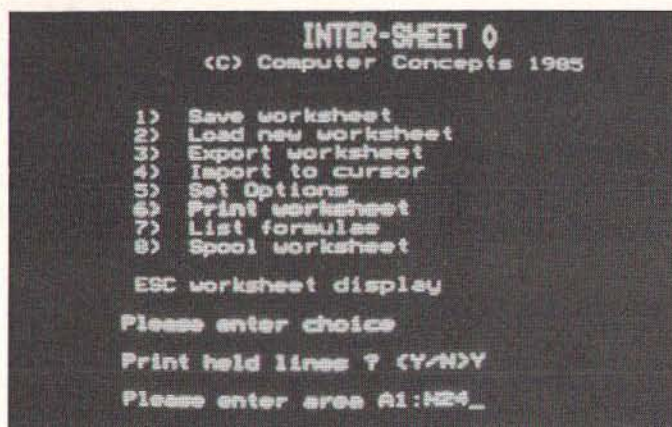 INTER-SHEET 0
(C) Computer Concepts 1985
1) Save worksheet
2) Load new worksheet
3) Export worksheet
4) Import to cursor
5) Set Options
6) Print worksheet
7) List formulae
8) Spool worksheet
ESC worksheet display
Please enter choice
Print held lines ? (Y/N)Y
Please enter area A1:M24_